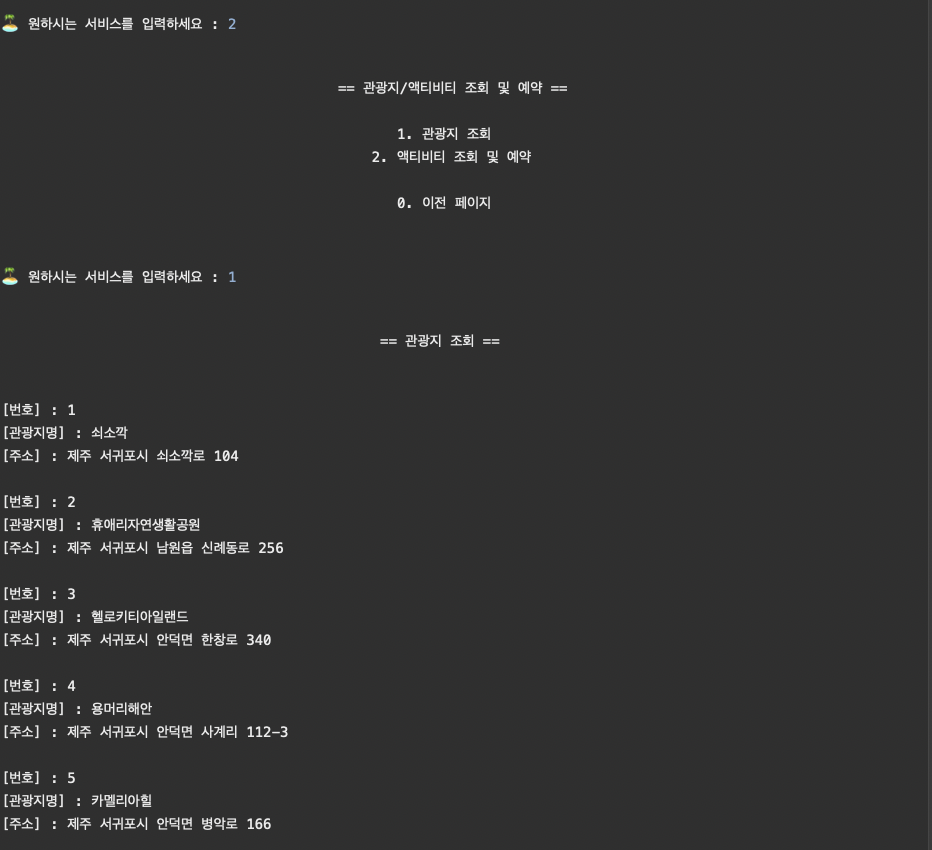 🏝 원하시는 서비스를 입력하세요 : 2
== 관광지/액티비티 조회 및 예약 ==
1. 관광지 조회
2. 액티비티 조회 및 예약
0. 이전 페이지
🏝 원하시는 서비스를 입력하세요 : 1
== 관광지 조회 ==
[번호] : 1
[관광지명] : 쇠소깍
[주소] : 제주 서귀포시 쇠소깍로 104
[번호] : 2
[관광지명] : 휴애리자연생활공원
[주소] : 제주 서귀포시 남원읍 신례동로 256
[번호] : 3
[관광지명] : 헬로키티아일랜드
[주소] : 제주 서귀포시 안덕면 한창로 340
[번호] : 4
[관광지명] : 용머리해안
[주소] : 제주 서귀포시 안덕면 사계리 112-3
[번호] : 5
[관광지명] : 카멜리아힐
[주소] : 제주 서귀포시 안덕면 병악로 166